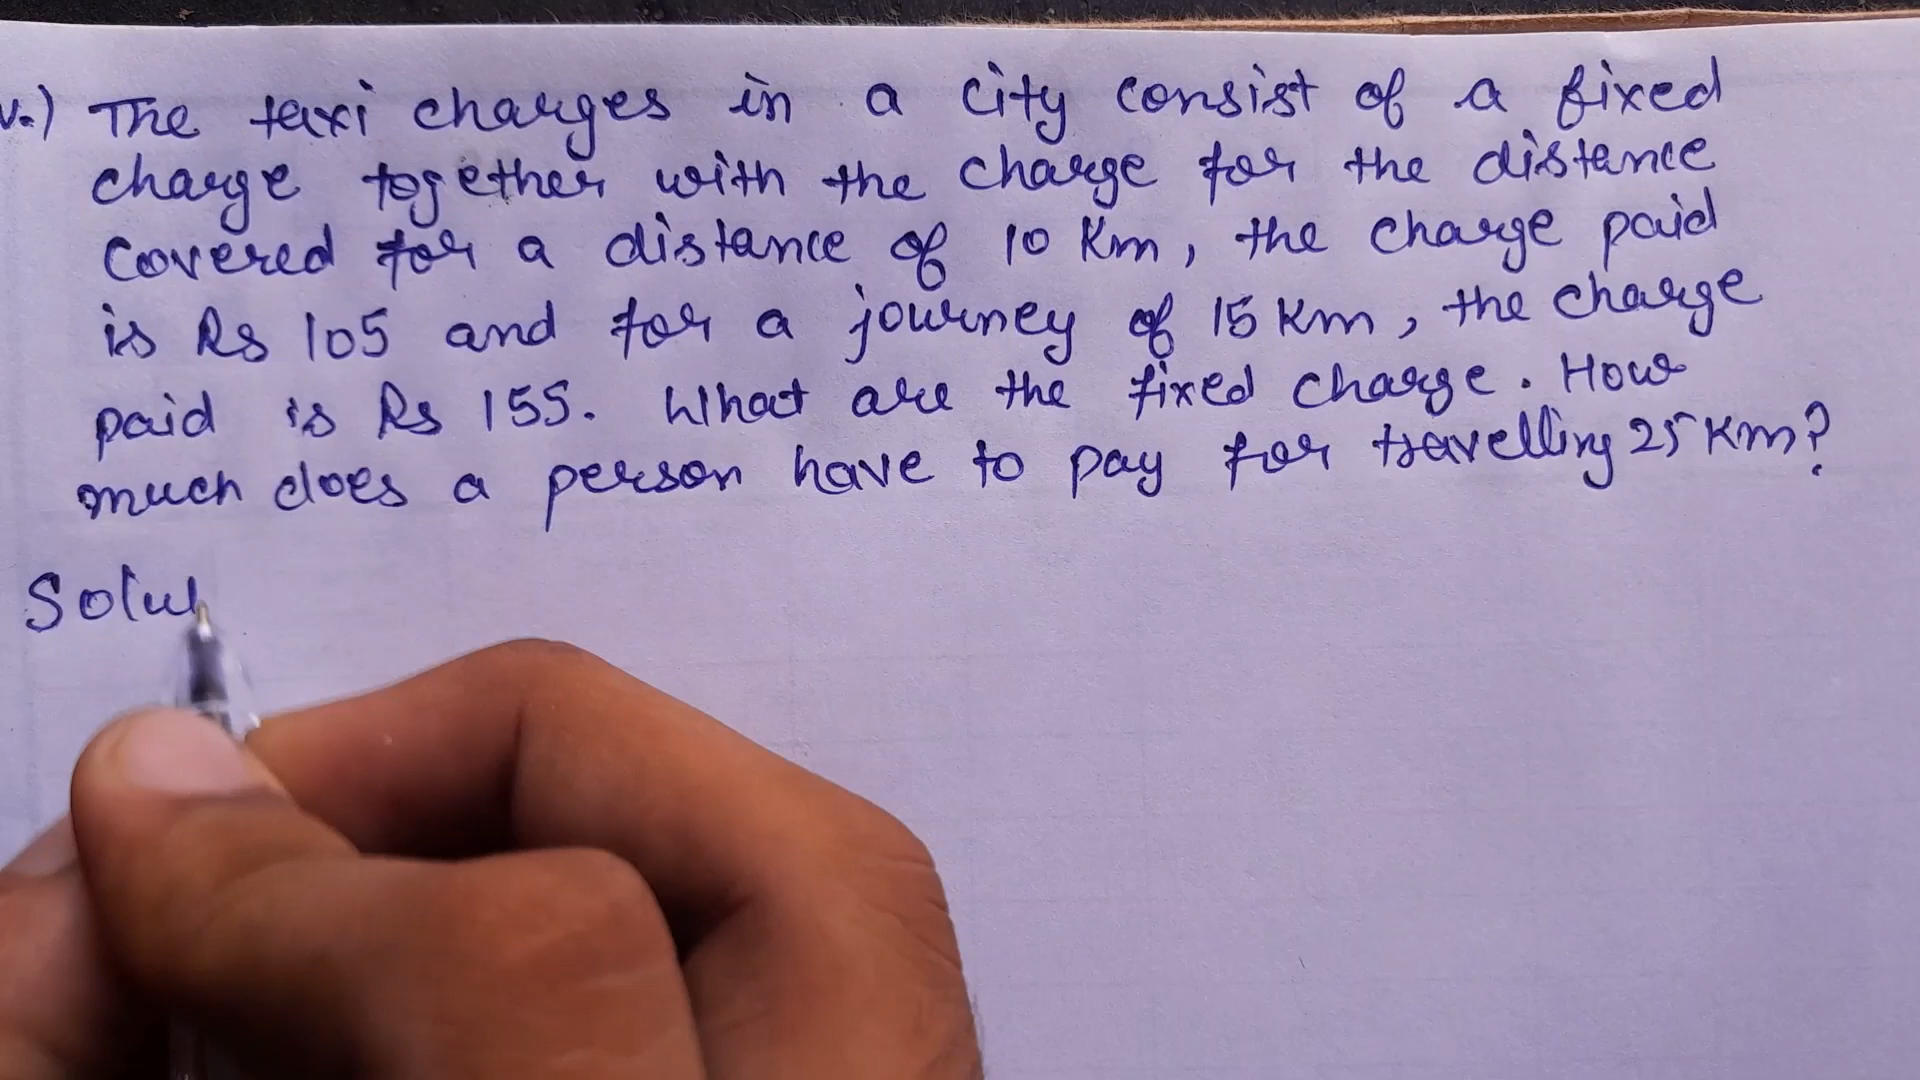 v.) The taxi charges in a city consist of a fixed
charge together with the charge for the distance
covered for a distance of 10 Km, the charge paid
is Rs 105 and for a journey of 15 Km, the charge
paid is Rs 155. What are the fixed charge. How
much does a person have to pay for travelling 25 Km?
Solut